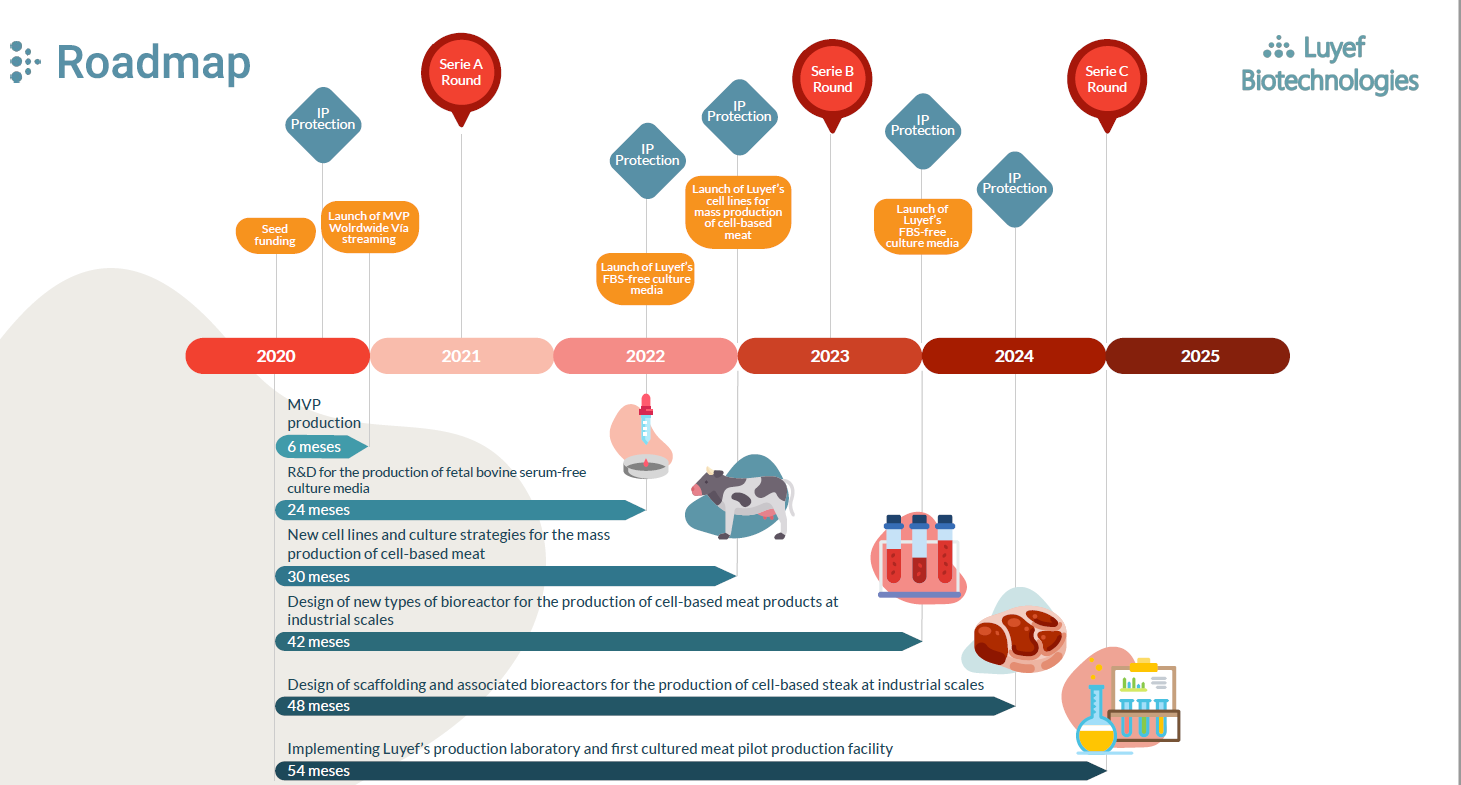 Roadmap
Luyef
Biotechnologies
Serie A
Round
Serie B
Round
Serie C
Round
IP
Protection
IP
Protection
IP
Protection
IP
Protection
IP
Protection
Seed
funding
Launch of MVP
Wolrdwide Vía
streaming
Launch of Luyef's
FBS-free culture
media
Launch of Luyef's
cell lines for
mass production
of cell-based
meat
Launch of
Luyef's
FBS-free
culture media
2020
2021
2022
2023
2024
2025
MVP
production
6 meses
R&D for the production of fetal bovine serum-free
culture media
24 meses
New cell lines and culture strategies for the mass
production of cell-based meat
30 meses
Design of new types of bioreactor for the production of cell-based meat products at
industrial scales
42 meses
Design of scaffolding and associated bioreactors for the production of cell-based steak at industrial scales
48 meses
Implementing Luyef's production laboratory and first cultured meat pilot production facility
54 meses